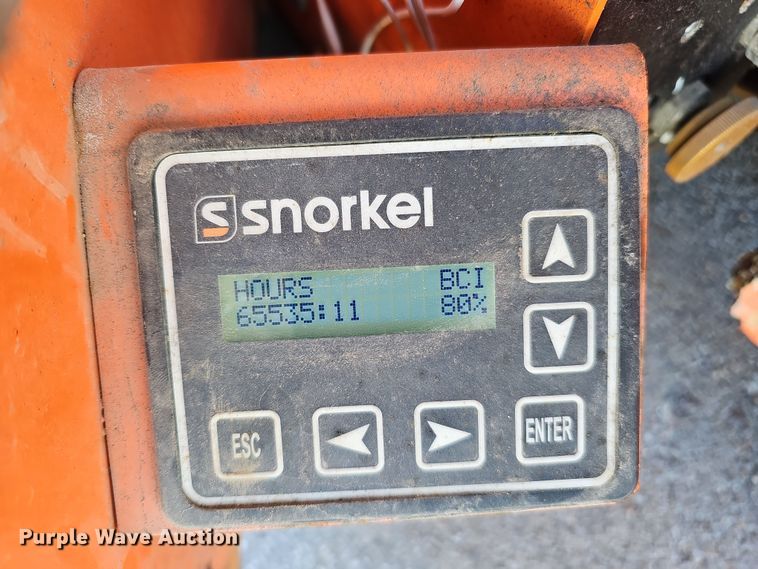 snorkel
HOURS BCI
65535:11 80%
ESC
ENTER
Purple Wave Auction